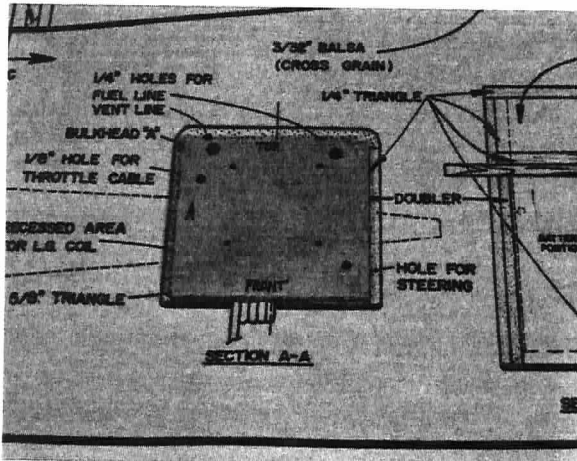 3/32" BALSA
(CROSS GRAIN)
1/4" HOLES FOR
FUEL LINE
VENT LINE
1/4" TRIANGLE
BULKHEAD "A"
TOP
1/8" HOLE FOR
THROTTLE CABLE
DOUBLER
RECESSED AREA
FOR L.G. COIL
HOLE FOR
STEERING
5/8" TRIANGLE
FRONT
SECTION A-A